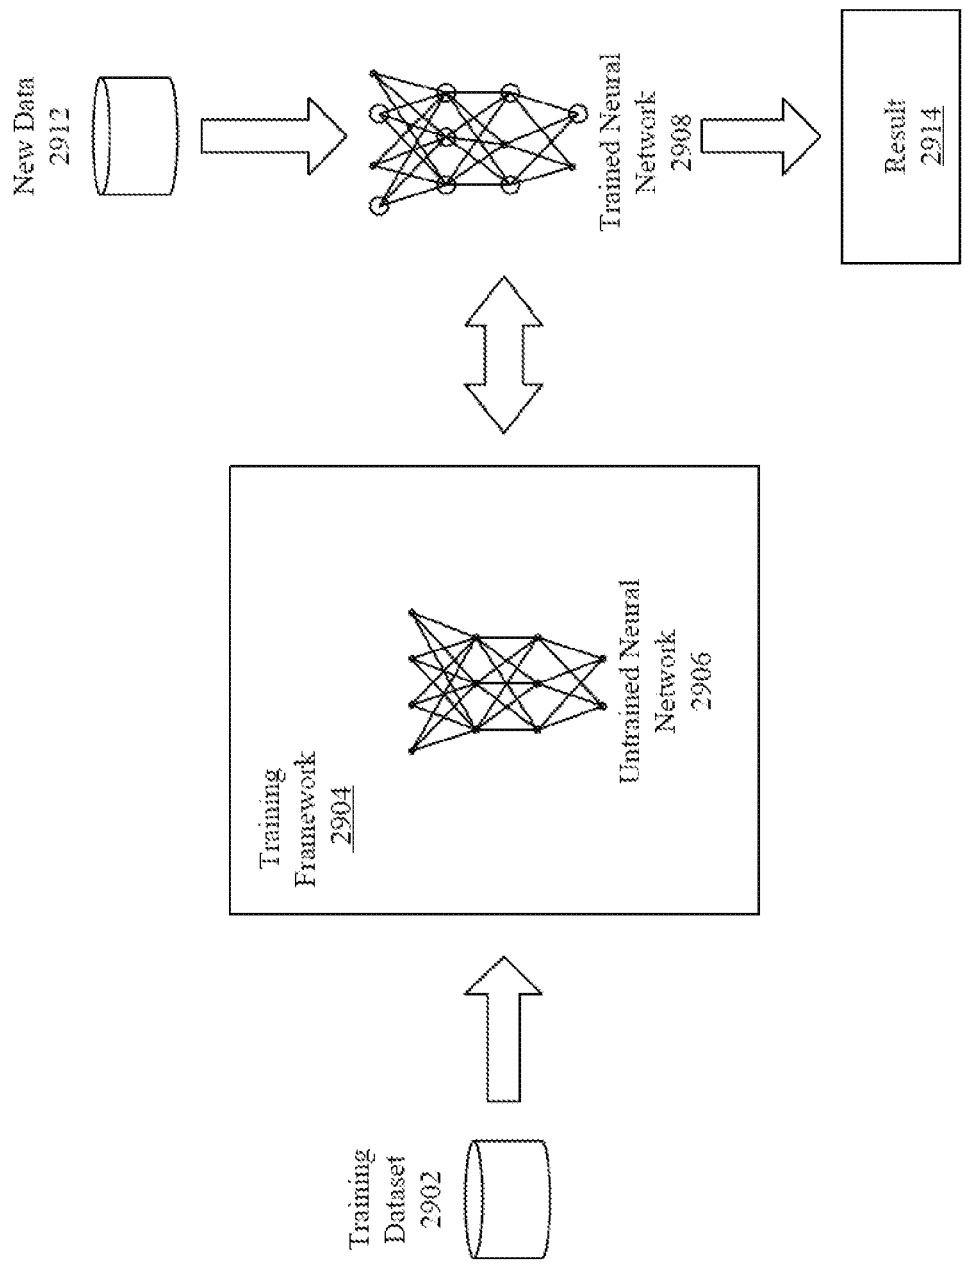 Training
Dataset
2902
Training
Framework
2904
Untrained Neural
Network
2906
New Data
2912
Trained Neural
Network
2908
Result
2914